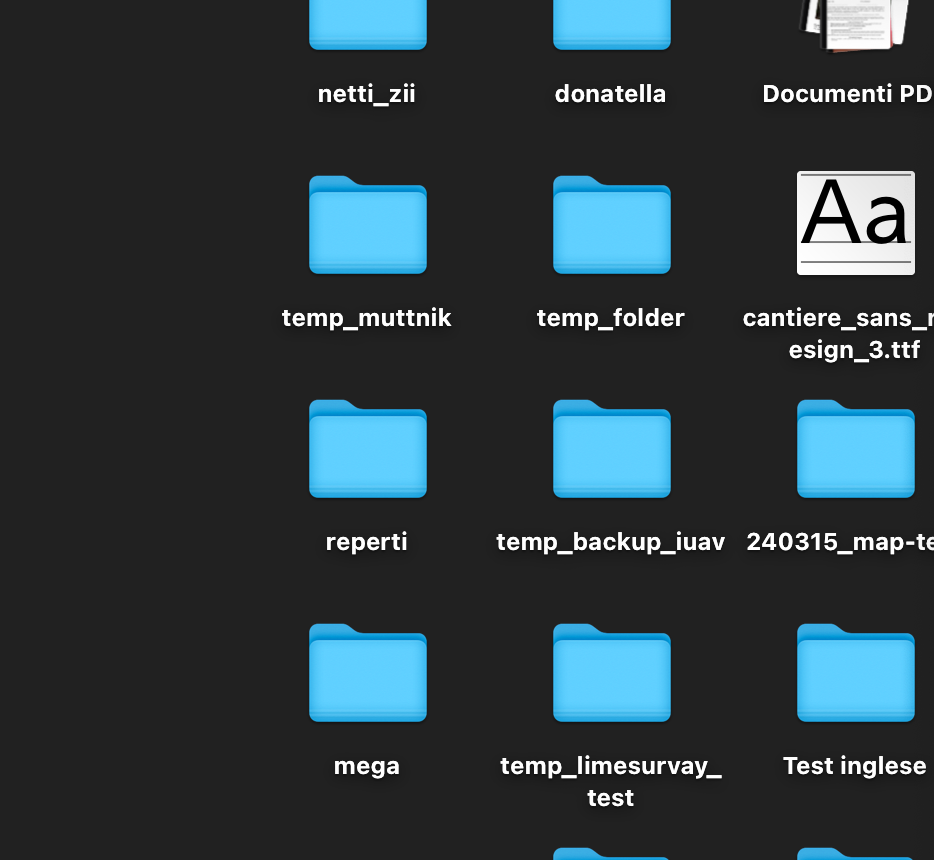 netti_zii
donatella
Documenti PD
temp_muttnik
temp_folder
Aa
cantiere_sans_r
esign_3.ttf
reperti
temp_backup_iuav
240315_map-te
mega
temp_limesurvay_
test
Test inglese